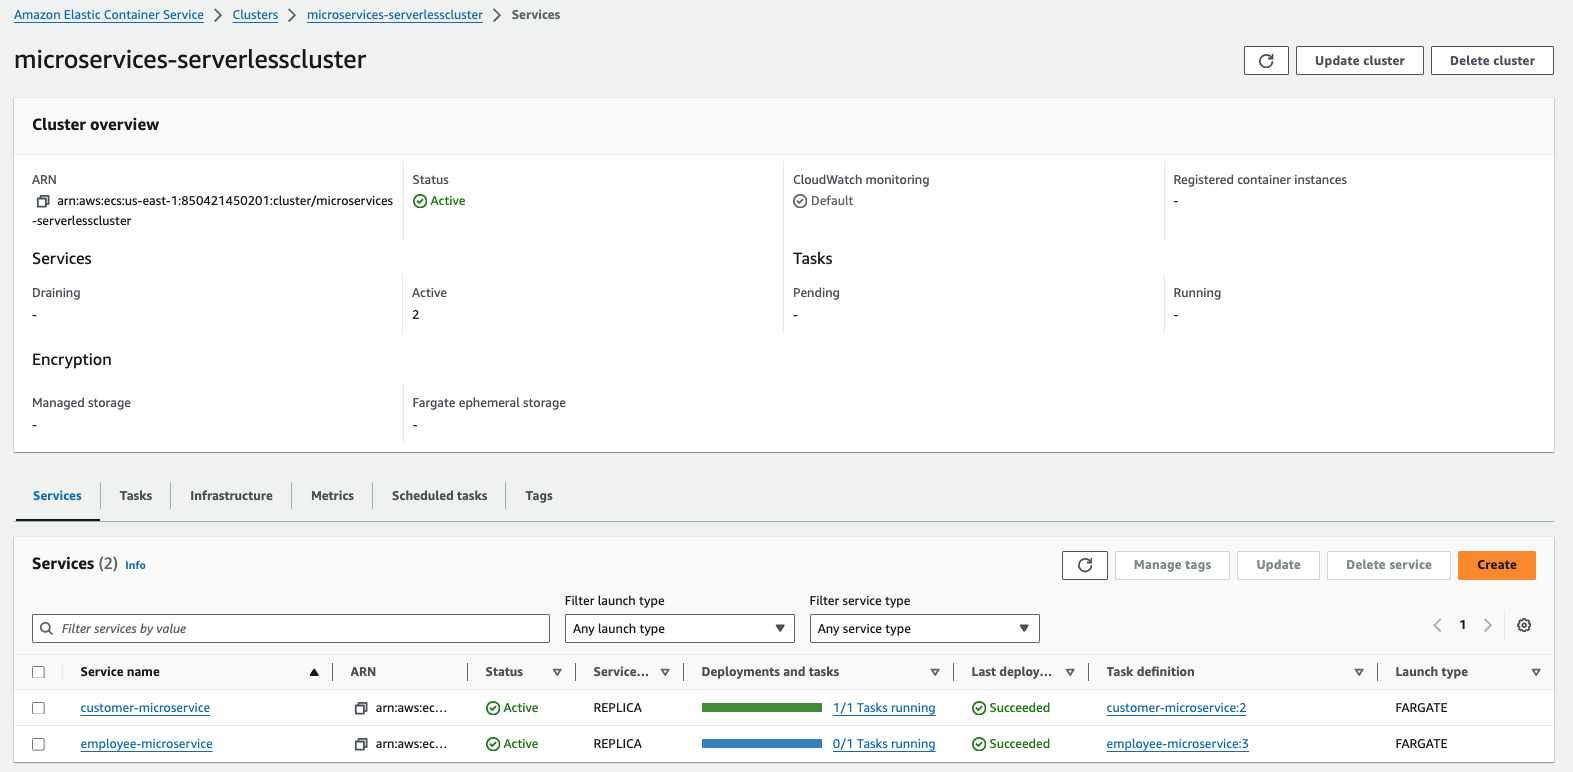 Amazon Elastic Container Service > Clusters > microservices-serverlesscluster > Services
microservices-serverlesscluster
Update cluster
Delete cluster
Cluster overview
ARN
arn:aws:ecs:us-east-1:850421450201:cluster/microservices
-serverlesscluster
Status
Active
CloudWatch monitoring
Default
Registered container instances
-
Services
Tasks
Draining
-
Active
2
Pending
-
Running
-
Encryption
Managed storage
-
Fargate ephemeral storage
-
Services Tasks Infrastructure Metrics Scheduled tasks Tags
Services (2) Info
Manage tags Update Delete service Create
Filter launch type
Filter service type
Filter services by value
Any launch type
Any service type
1
Service name ARN Status Service... Deployments and tasks Last deploy... Task definition Launch type
customer-microservice arn:aws:ec... Active REPLICA 1/1 Tasks running Succeeded customer-microservice:2 FARGATE
employee-microservice arn:aws:ec... Active REPLICA 0/1 Tasks running Succeeded employee-microservice:3 FARGATE